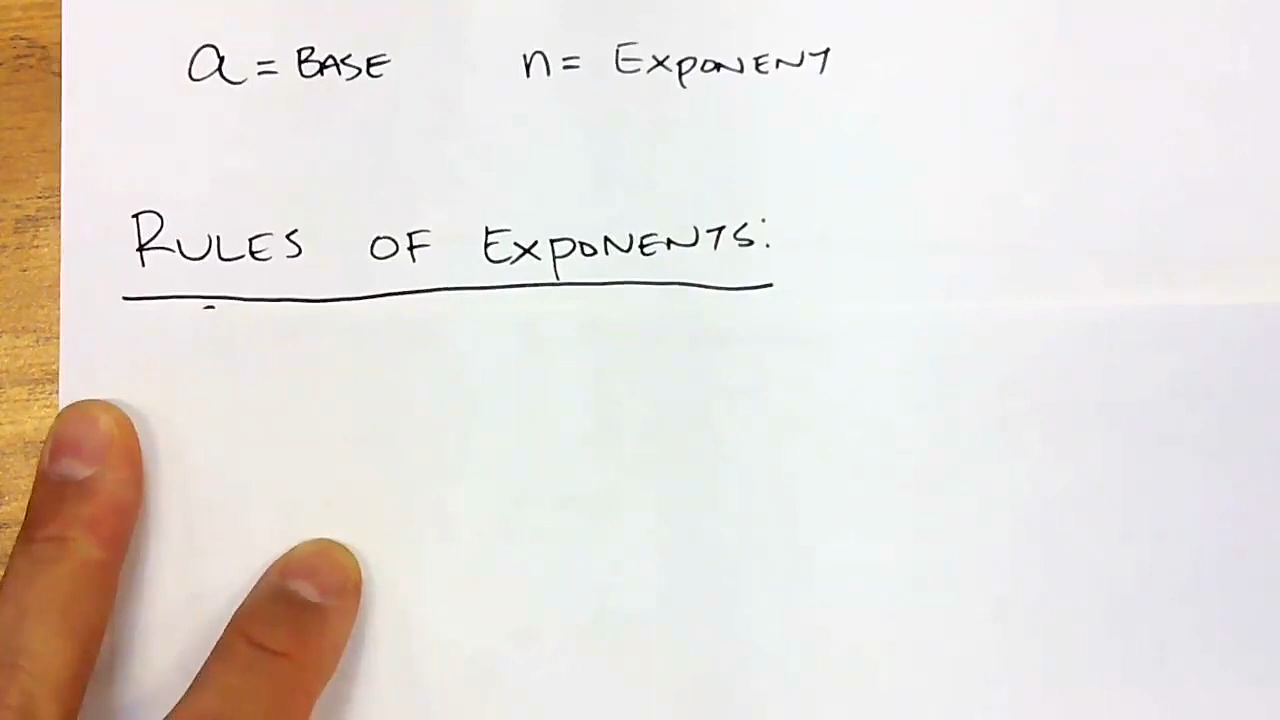 a = BASE n = EXPONENT
RULES OF EXPONENTS: